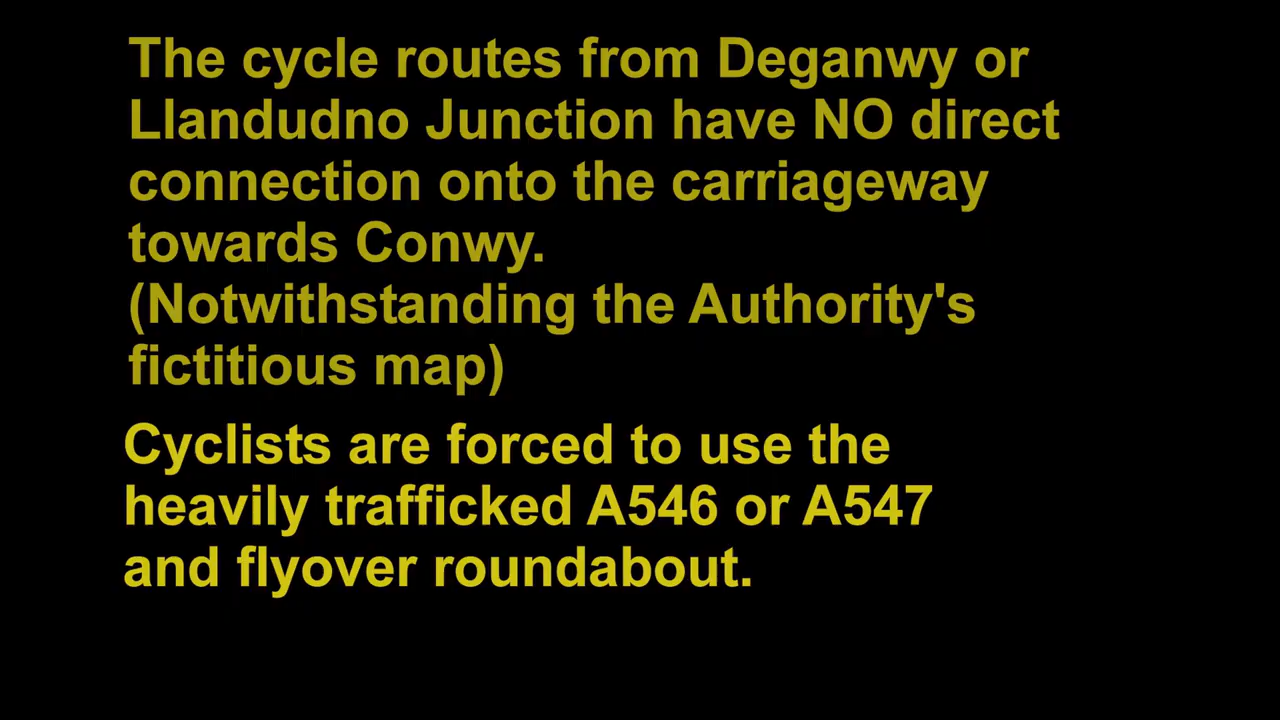 The cycle routes from Deganwy or
Llandudno Junction have NO direct
connection onto the carriageway
towards Conwy.
(Notwithstanding the Authority's
fictitious map)
Cyclists are forced to use the
heavily trafficked A546 or A547
and flyover roundabout.